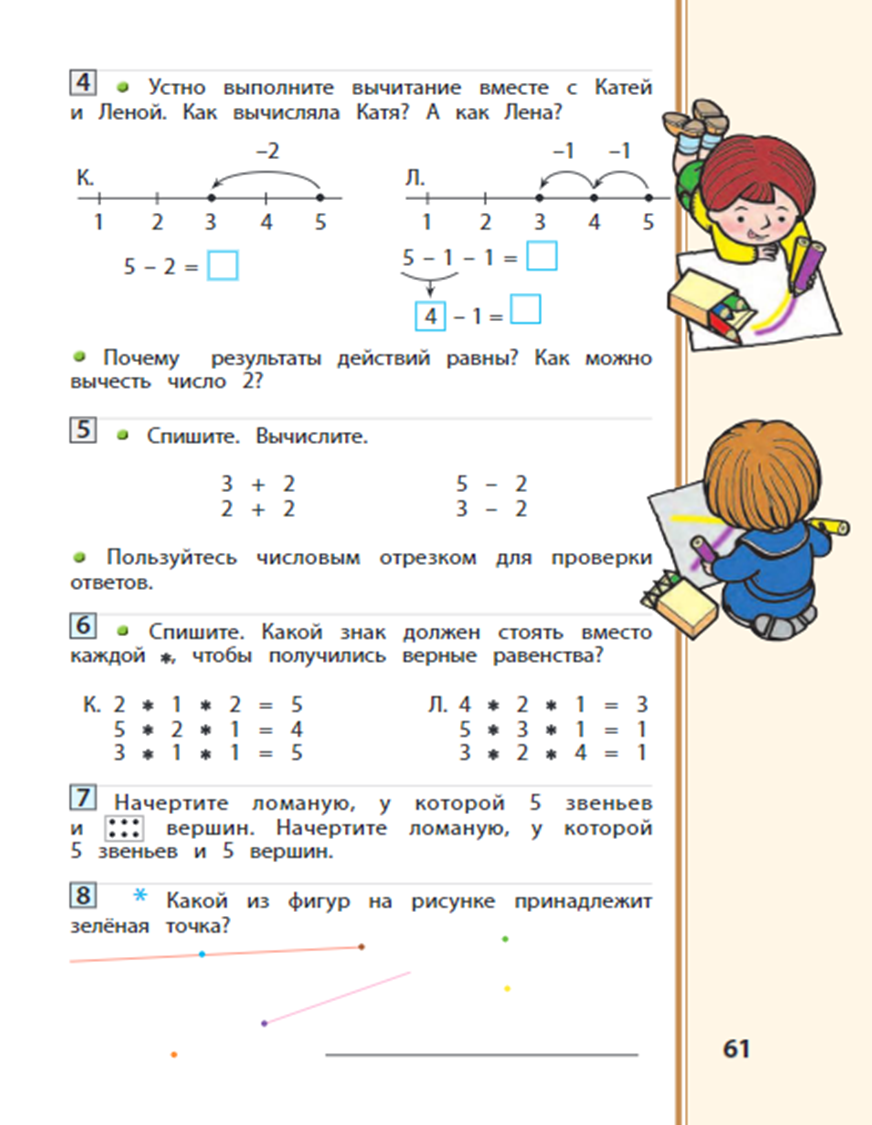 4 Устно выполните вычитание вместе с Катей
и Леной. Как вычисляла Катя? А как Лена?
–2
–1 –1
К.
Л.
1 2 3 4 5
1 2 3 4 5
5 – 2 =
5 – 1 – 1 =
4 – 1 =
Почему результаты действий равны? Как можно
вычесть число 2?
5 Спишите. Вычислите.
3 + 2
2 + 2
5 – 2
3 – 2
Пользуйтесь числовым отрезком для проверки
ответов.
6 Спишите. Какой знак должен стоять вместо
каждой *, чтобы получились верные равенства?
К. 2 * 1 * 2 = 5
5 * 2 * 1 = 4
3 * 1 * 1 = 5
Л. 4 * 2 * 1 = 3
5 * 3 * 1 = 1
3 * 2 * 4 = 1
7 Начертите ломаную, у которой 5 звеньев
и вершин. Начертите ломаную, у которой
5 звеньев и 5 вершин.
8 * Какой из фигур на рисунке принадлежит
зелёная точка?
61